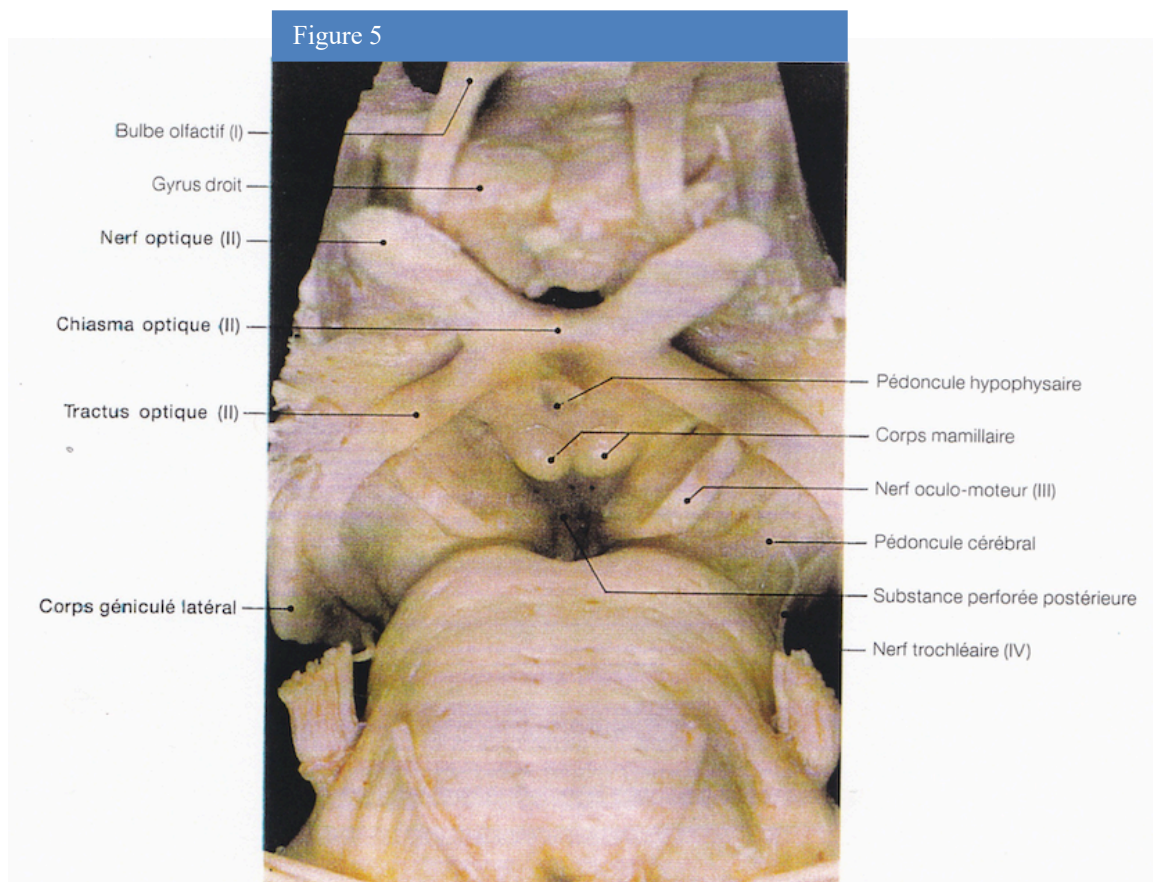 Figure 5
Bulbe olfactif (I)
Gyrus droit
Nerf optique (II)
Chiasma optique (II)
Tractus optique (II)
Corps géniculé latéral
Pédoncule hypophysaire
Corps mamillaire
Nerf oculo-moteur (III)
Pédoncule cérébral
Substance perforée postérieure
Nerf trochléaire (IV)